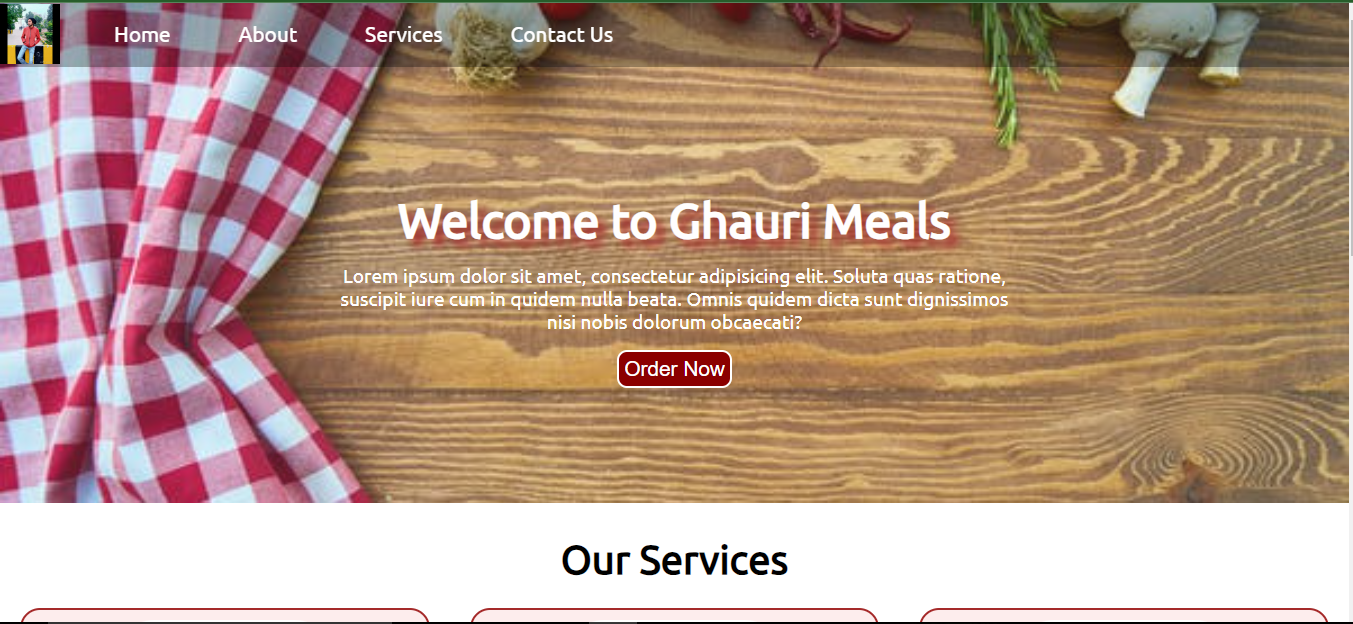 Home About Services Contact Us
Welcome to Ghauri Meals
Lorem ipsum dolor sit amet, consectetur adipisicing elit. Soluta quas ratione,
suscipit iure cum in quidem nulla beata. Omnis quidem dicta sunt dignissimos
nisi nobis dolorum obcaecati?
Order Now
Our Services